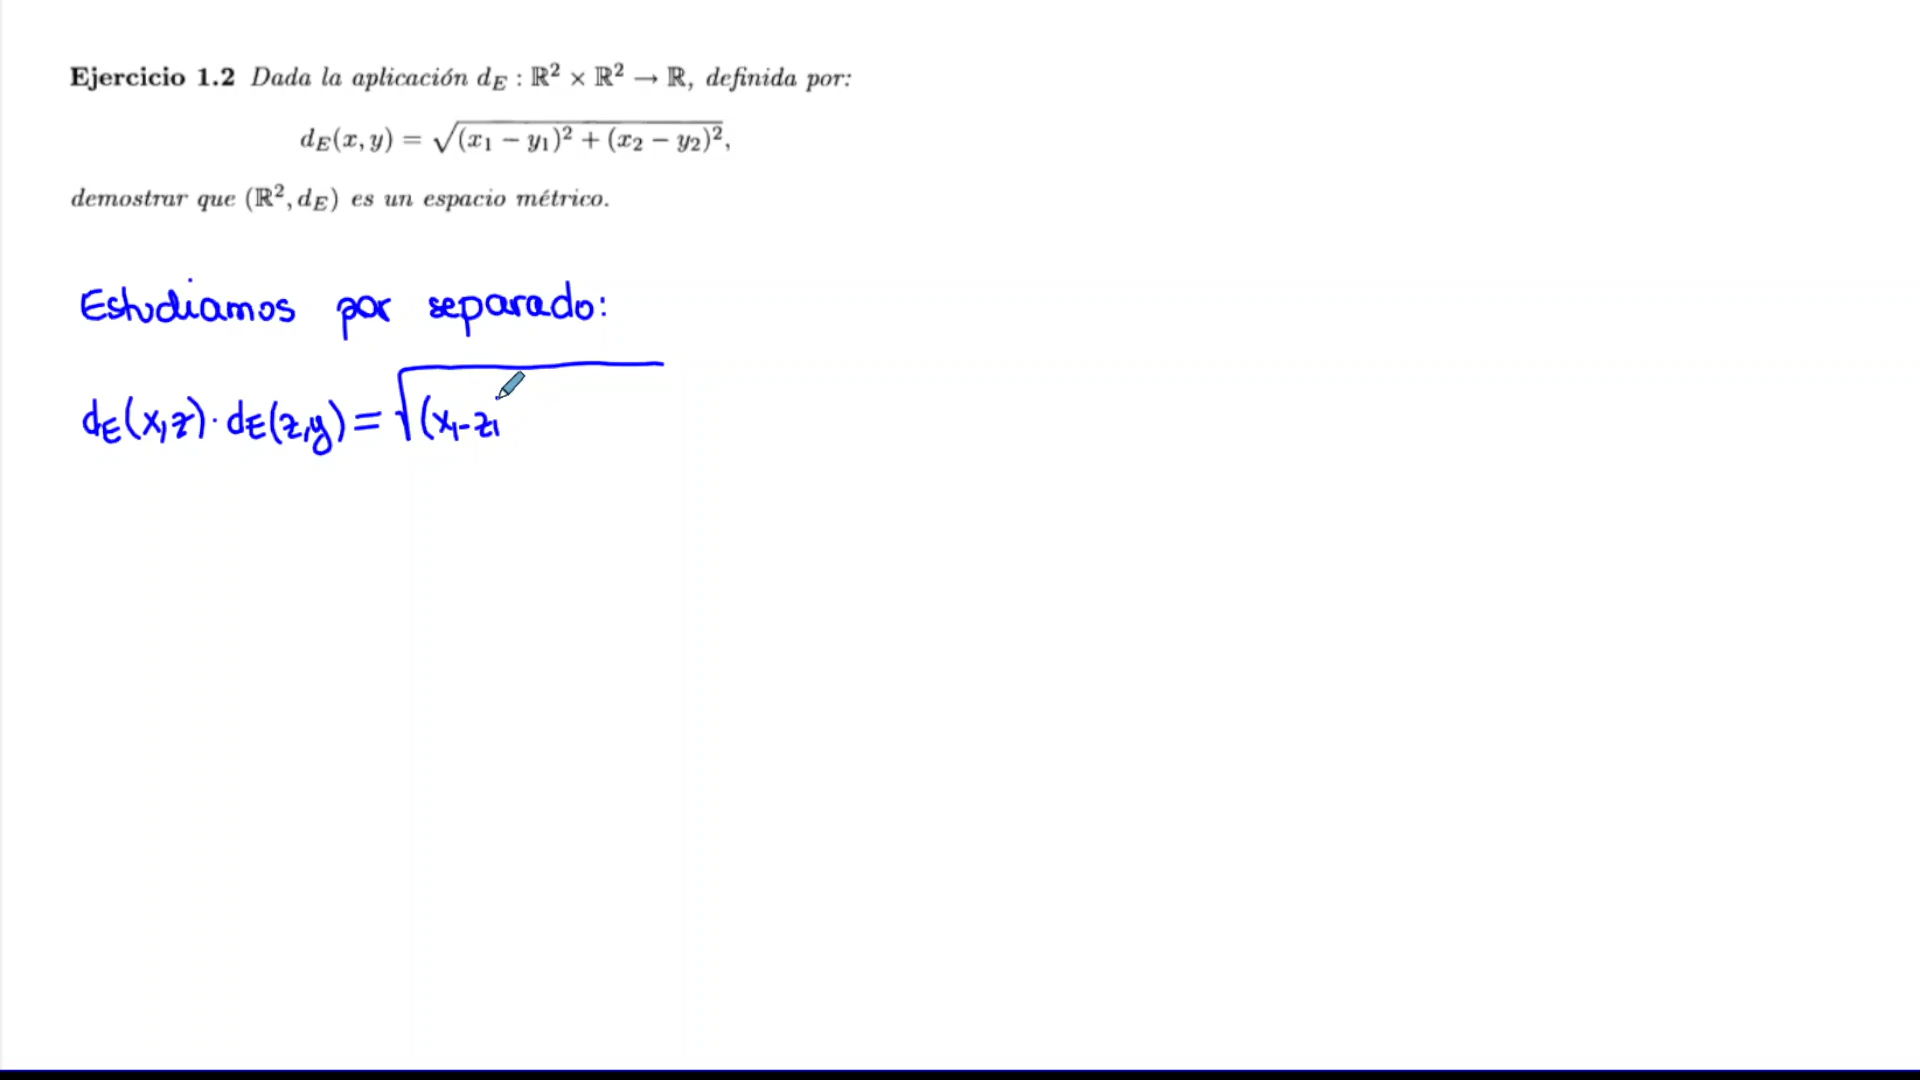 Ejercicio 1.2 Dada la aplicación d_E : ℝ² × ℝ² → ℝ, definida por:
d_E(x, y) = √((x₁ − y₁)² + (x₂ − y₂)²),
demostrar que (ℝ², d_E) es un espacio métrico.
Estudiamos por separado:
d_E(x,z)·d_E(z,y) = √(x₁-z₁